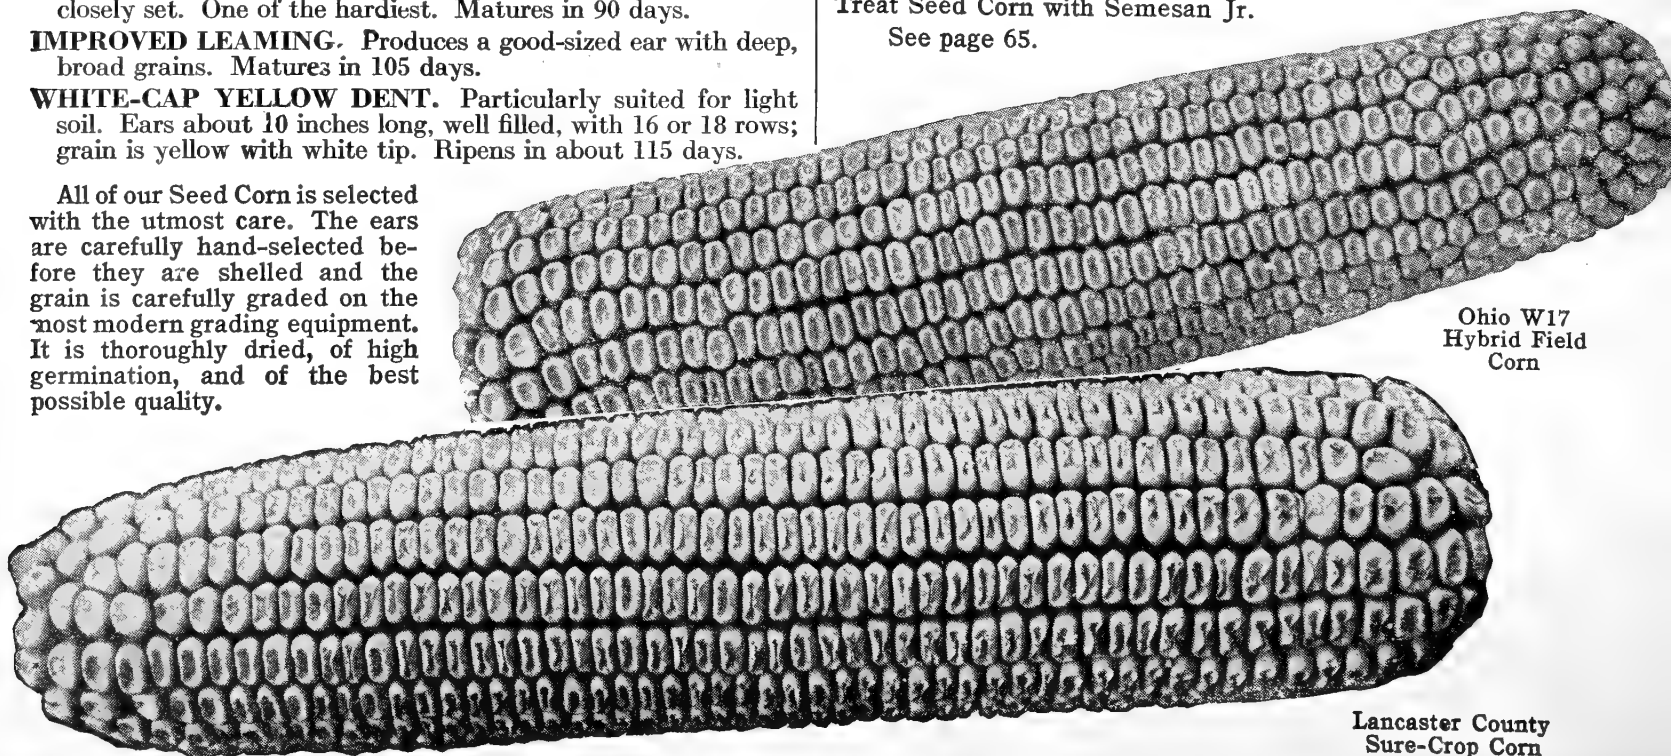 closely set. One of the hardiest. Matures in 90 days.
IMPROVED LEAMING. Produces a good-sized ear with deep,
broad grains. Matures in 105 days.
WHITE-CAP YELLOW DENT. Particularly suited for light
soil. Ears about 10 inches long, well filled, with 16 or 18 rows;
grain is yellow with white tip. Ripens in about 115 days.
All of our Seed Corn is selected
with the utmost care. The ears
are carefully hand-selected be-
fore they are shelled and the
grain is carefully graded on the
most modern grading equipment.
It is thoroughly dried, of high
germination, and of the best
possible quality.
Treat Seed Corn with Semesan Jr.
See page 65.
Ohio W17
Hybrid Field
Corn
Lancaster County
Sure-Crop Corn